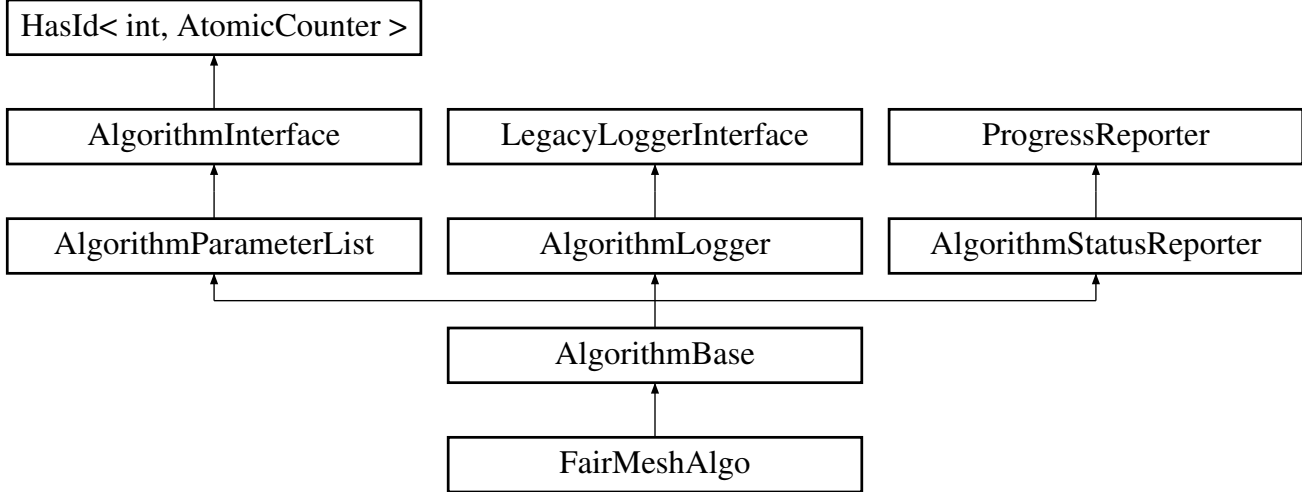 HasId< int, AtomicCounter >
AlgorithmInterface
LegacyLoggerInterface
ProgressReporter
AlgorithmParameterList
AlgorithmLogger
AlgorithmStatusReporter
AlgorithmBase
FairMeshAlgo